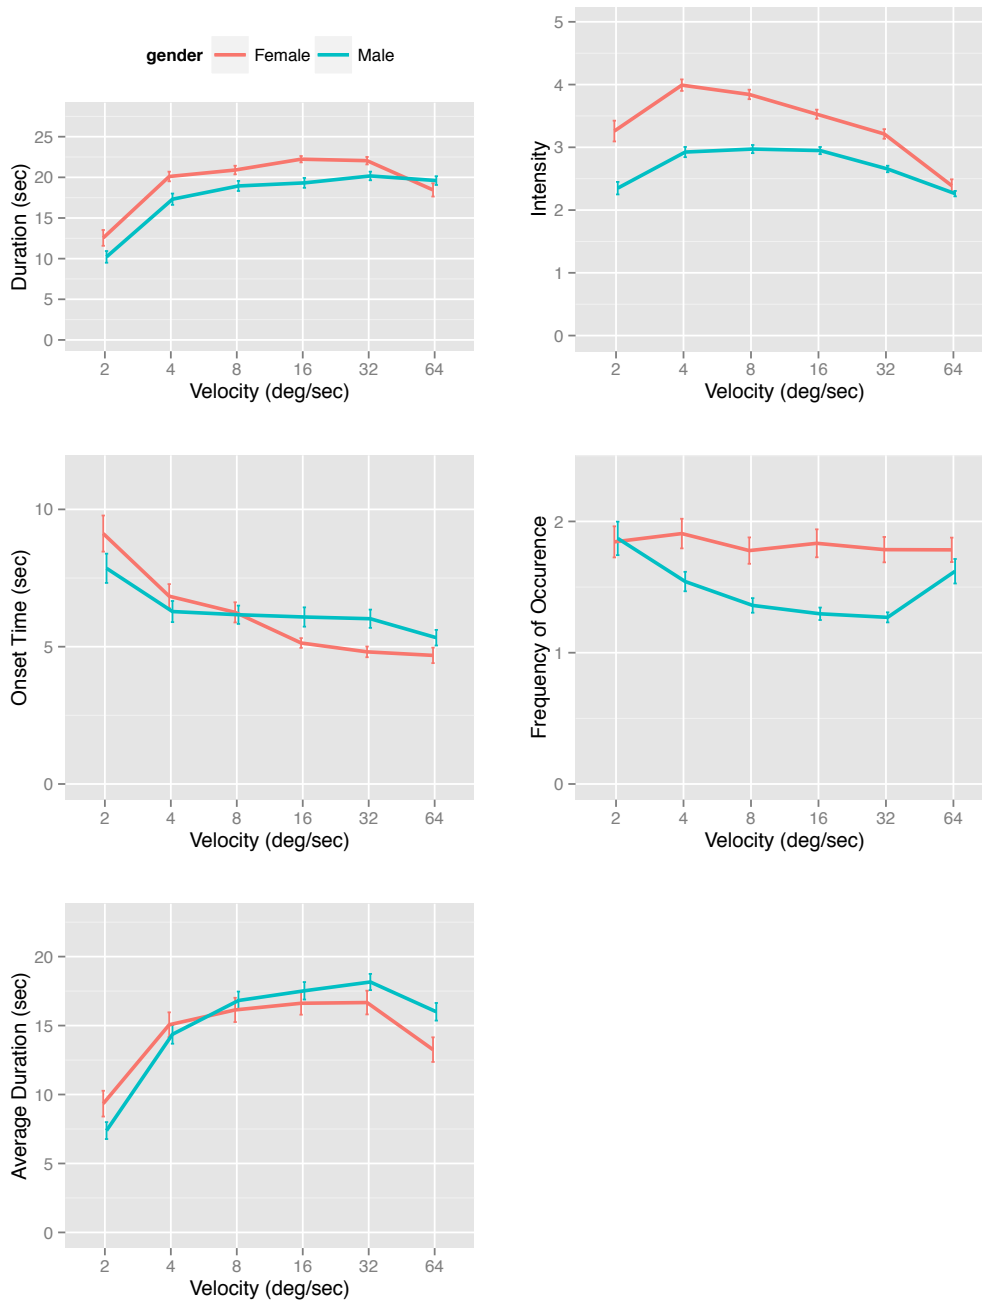 gender Female Male
Duration (sec)
25
20
15
10
5
0
2 4 8 16 32 64
Velocity (deg/sec)
Intensity
5
4
3
2
1
0
2 4 8 16 32 64
Velocity (deg/sec)
Onset Time (sec)
10
5
0
2 4 8 16 32 64
Velocity (deg/sec)
Frequency of Occurence
2
1
0
2 4 8 16 32 64
Velocity (deg/sec)
Average Duration (sec)
20
15
10
5
0
2 4 8 16 32 64
Velocity (deg/sec)